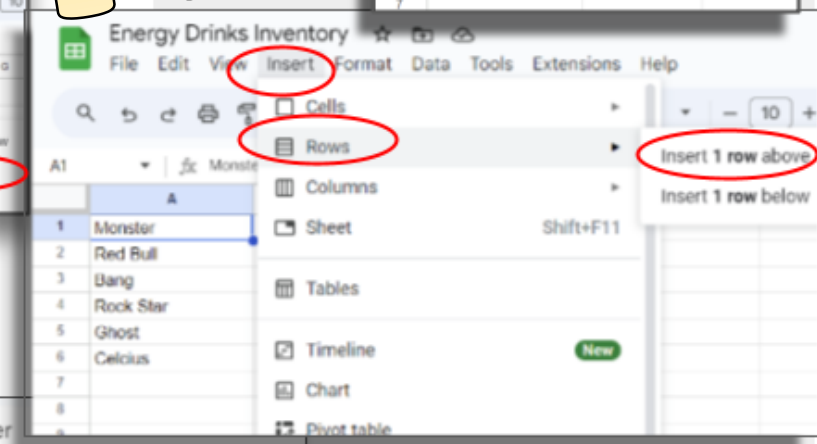 Energy Drinks Inventory
File Edit View Insert Format Data Tools Extensions Help
Cells
10
Rows
Insert 1 row above
A1
fx Monste
Columns
Insert 1 row below
A
Sheet Shift+F11
1 Monster
2 Red Bull
3 Bang
Tables
4 Rock Star
5 Ghost
6 Celcius
Timeline New
7
Chart
8
Pivot table